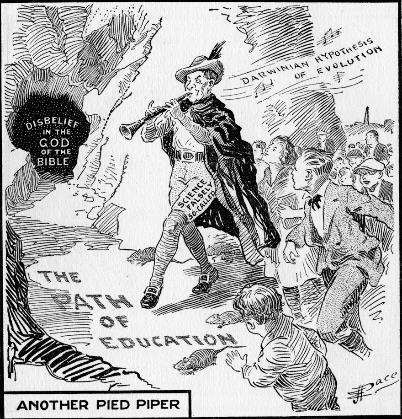 DARWINIAN HYPOTHESIS
OF EVOLUTION
DISBELIEF
IN THE
GOD
OF THE
BIBLE
SCIENCE
FALSELY
SO-CALLED
THE
PATH
OF
EDUCATION
Pace
ANOTHER PIED PIPER